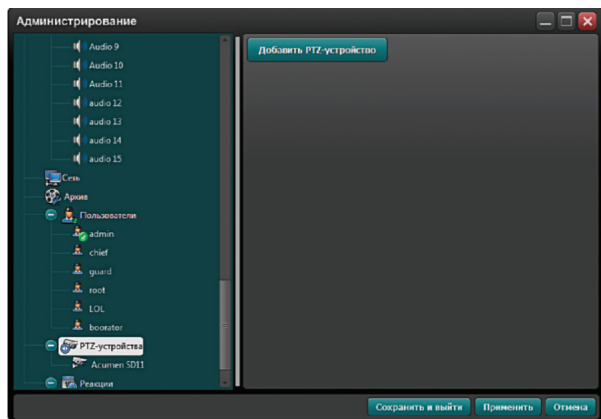 Администрирование
Audio 9
Audio 10
Audio 11
audio 12
audio 13
audio 14
audio 15
Сеть
Архив
Пользователи
admin
chief
guard
root
LOL
boorator
PTZ-устройства
Acumen SD11
Реакции
Добавить PTZ-устройство
Сохранить и выйти Применить Отмена